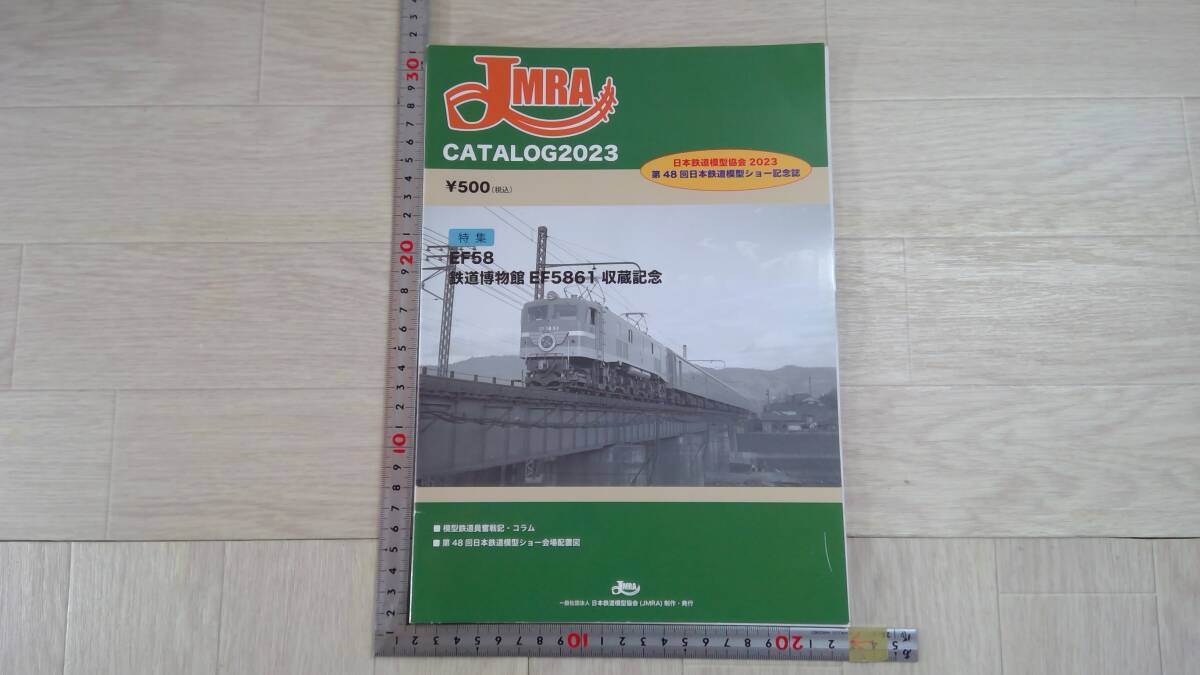 JMRA
CATALOG2023
日本鉄道模型協会 2023
第 48 回日本鉄道模型ショー記念誌
¥500(税込)
特集
EF58
鉄道博物館 EF5861 収蔵記念
■ 模型鉄道員奮戦記・コラム
■ 第 48 回日本鉄道模型ショー会場配置図
JMRA
一般社団法人 日本鉄道模型協会 (JMRA) 制作・発行